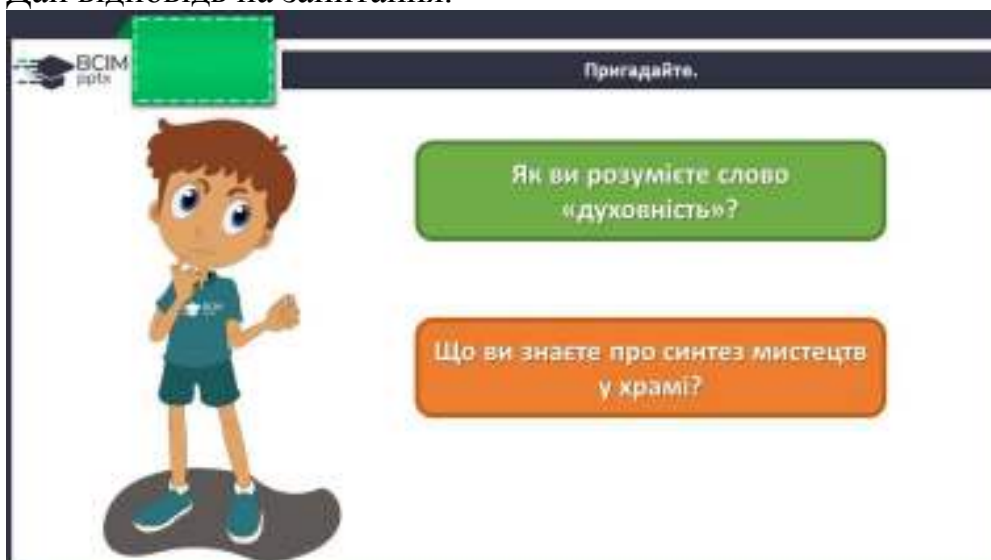 Дай відповідь на запитання.
ВСІМ
pptx
Пригадайте.
Як ви розумієте слово
«духовність»?
Що ви знаєте про синтез мистецтв
у храмі?